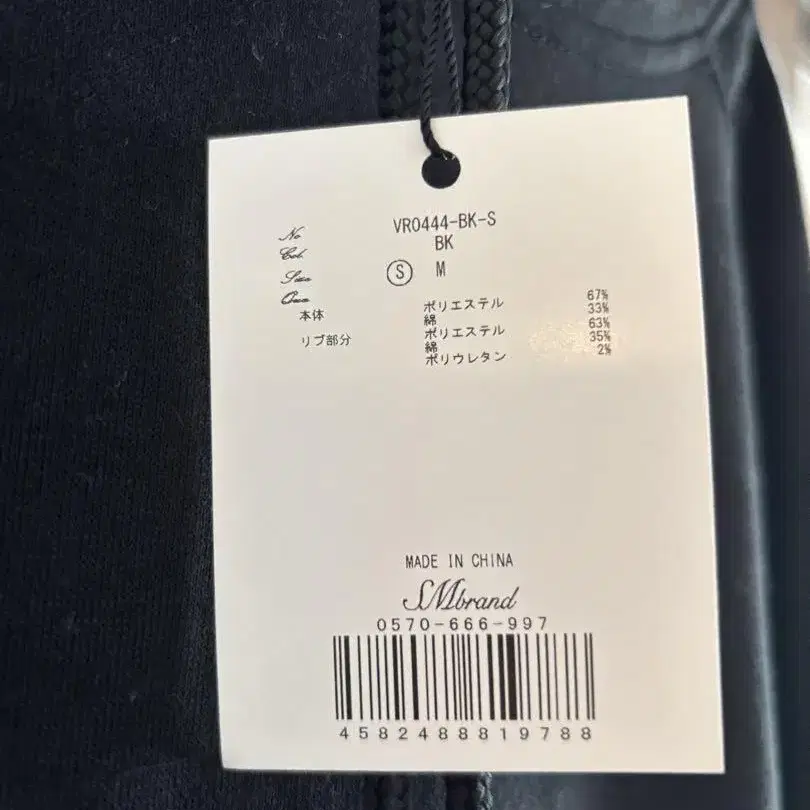 No VR0444-BK-S
Col. BK
Size Ⓢ M
本体 ポリエステル 67%
綿 33%
リブ部分 ポリエステル 63%
綿 35%
ポリウレタン 2%
MADE IN CHINA
SMbrand
0570-666-997
4582488819788